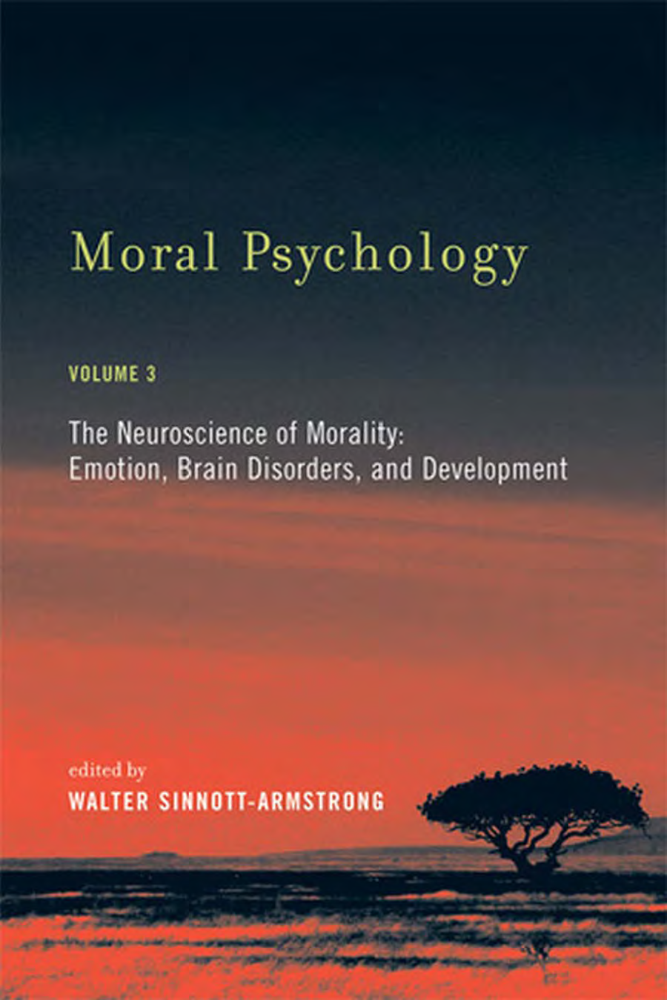 Moral Psychology
VOLUME 3
The Neuroscience of Morality:
Emotion, Brain Disorders, and Development
edited by
WALTER SINNOTT-ARMSTRONG